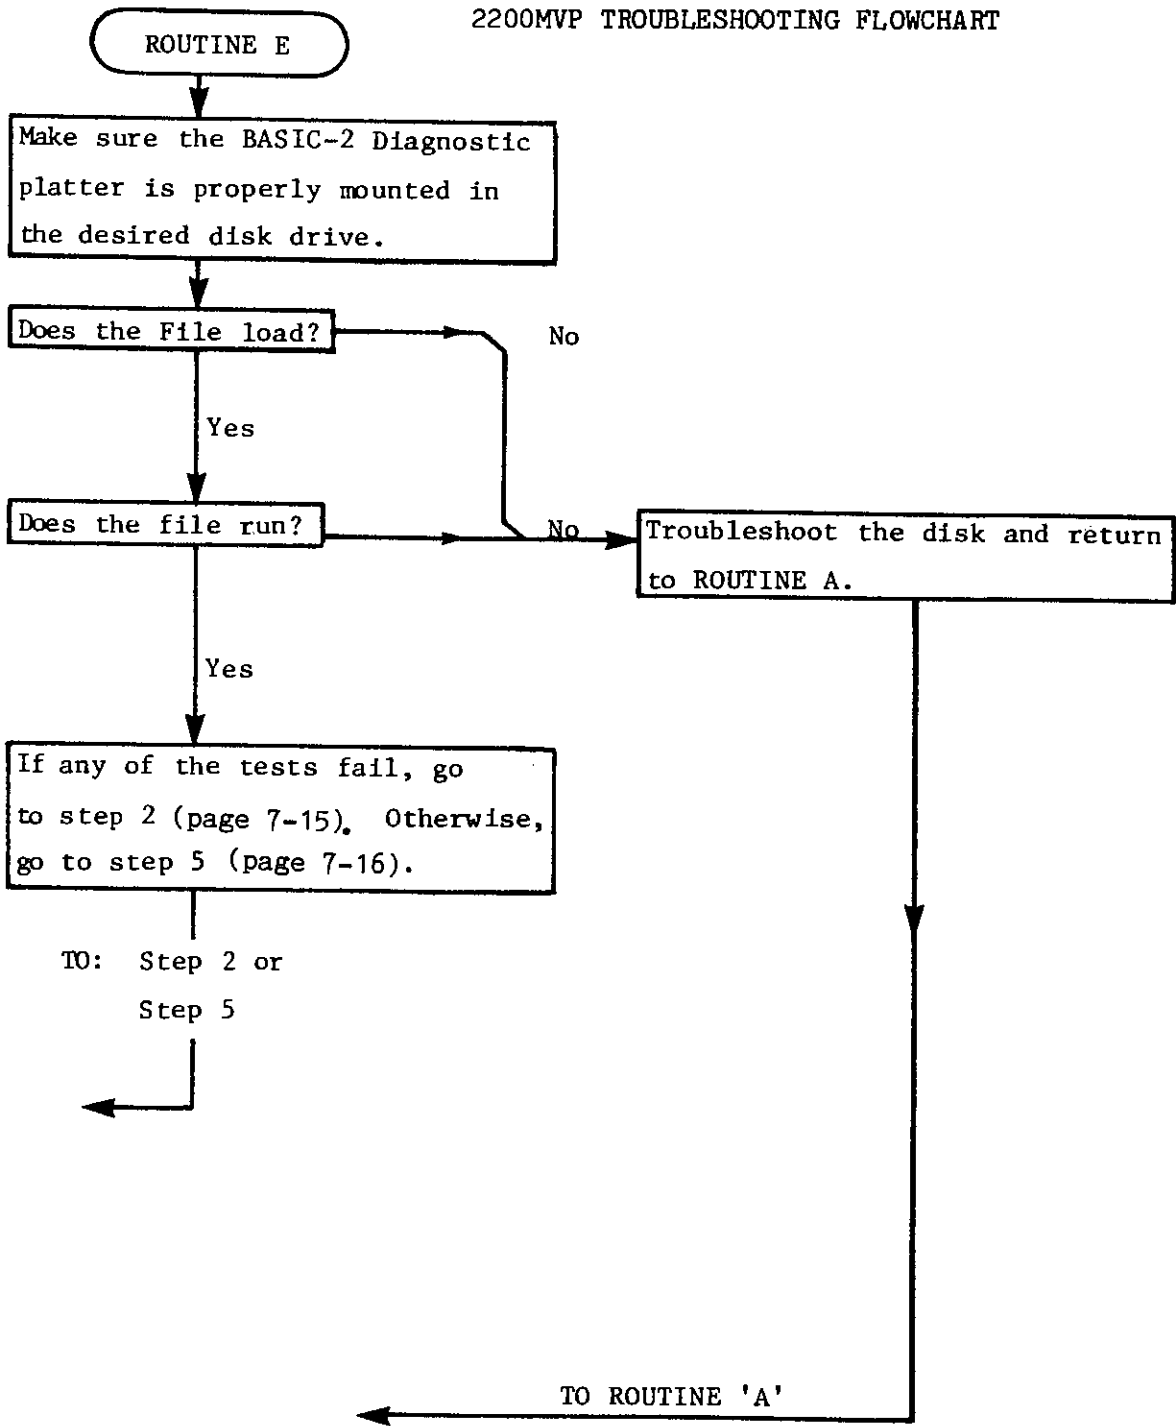 2200MVP TROUBLESHOOTING FLOWCHART
ROUTINE E
Make sure the BASIC-2 Diagnostic
platter is properly mounted in
the desired disk drive.
Does the File load?
No
Yes
Does the file run?
No
Troubleshoot the disk and return
to ROUTINE A.
Yes
If any of the tests fail, go
to step 2 (page 7-15). Otherwise,
go to step 5 (page 7-16).
TO: Step 2 or
Step 5
TO ROUTINE 'A'